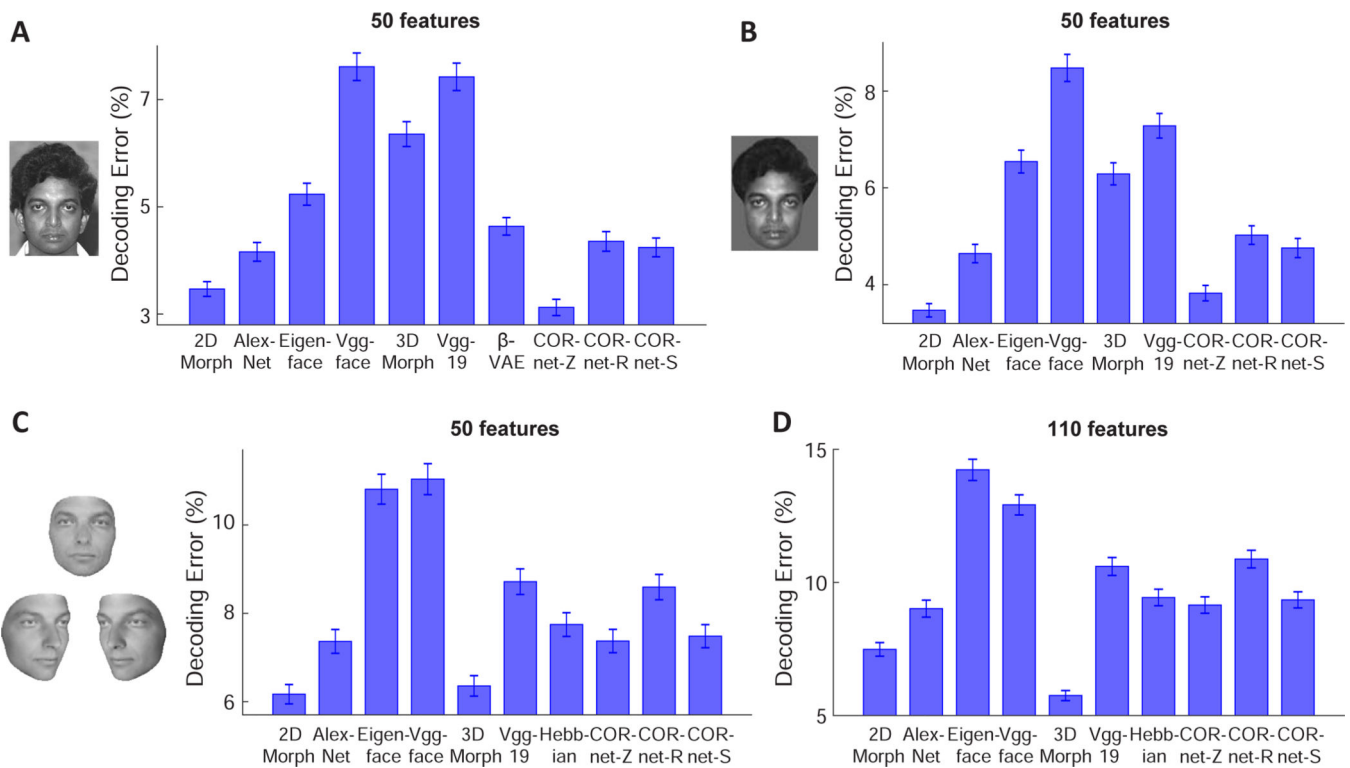 A
50 features
Decoding Error (%)
7
5
3
2D Alex- Eigen- Vgg- 3D Vgg- β- COR- COR- COR-
Morph Net face face Morph 19 VAE net-Z net-R net-S
B
50 features
Decoding Error (%)
8
6
4
2D Alex- Eigen-Vgg- 3D Vgg-COR- COR- COR-
Morph Net face face Morph 19 net-Z net-R net-S
C
50 features
Decoding Error (%)
10
8
6
2D Alex- Eigen-Vgg- 3D Vgg-Hebb-COR- COR- COR-
Morph Net face face Morph 19 ian net-Z net-R net-S
D
110 features
Decoding Error (%)
15
10
5
2D Alex- Eigen-Vgg- 3D Vgg-Hebb-COR- COR- COR-
Morph Net face face Morph 19 ian net-Z net-R net-S